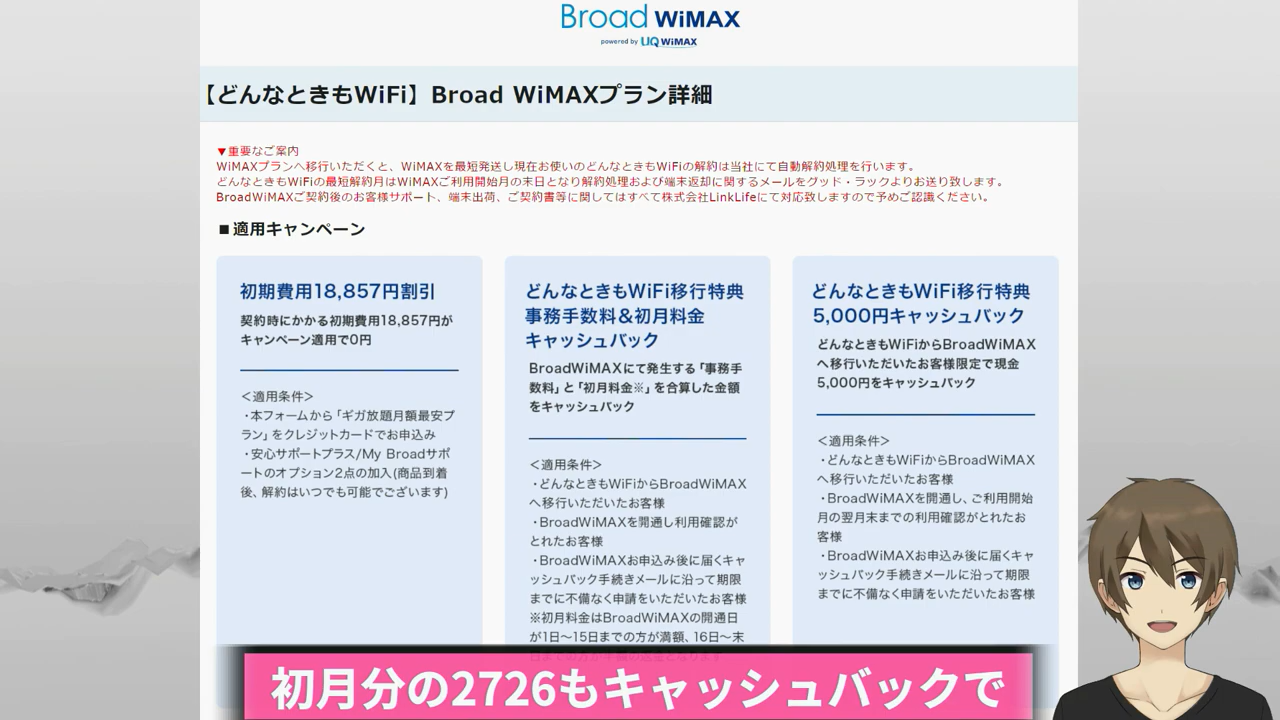 Broad WiMAX
powered by UQ WiMAX
【どんなときもWiFi】Broad WiMAXプラン詳細
▼重要なご案内
WiMAXプランへ移行いただくと、WiMAXを最短発送し現在お使いのどんなときもWiFiの解約は当社にて自動解約処理を行います。
どんなときもWiFiの最短解約月はWiMAXご利用開始月の末日となり解約処理および端末返却に関するメールをグッド・ラックよりお送り致します。
BroadWiMAXご契約後のお客様サポート、端末出荷、ご契約書等に関してはすべて株式会社LinkLifeにて対応致しますので予めご認識ください。
■適用キャンペーン
初期費用18,857円割引
契約時にかかる初期費用18,857円が
キャンペーン適用で0円
＜適用条件＞
・本フォームから「ギガ放題月額最安プ
ラン」をクレジットカードでお申込み
・安心サポートプラス/My Broadサポ
ートのオプション2点の加入(商品到着
後、解約はいつでも可能でございます)
どんなときもWiFi移行特典
事務手数料&初月料金
キャッシュバック
BroadWiMAXにて発生する「事務手
数料」と「初月料金※」を合算した金額
をキャッシュバック
＜適用条件＞
・どんなときもWiFiからBroadWiMAX
へ移行いただいたお客様
・BroadWiMAXを開通し利用確認が
とれたお客様
・BroadWiMAXお申込み後に届くキャ
ッシュバック手続きメールに沿って期限
までに不備なく申請をいただいたお客様
※初月料金はBroadWiMAXの開通日
が1日〜15日までの方が満額、16日〜末
日までの方が半額の返金となります
どんなときもWiFi移行特典
5,000円キャッシュバック
どんなときもWiFiからBroadWiMAX
へ移行いただいたお客様限定で現金
5,000円をキャッシュバック
＜適用条件＞
・どんなときもWiFiからBroadWiMAX
へ移行いただいたお客様
・BroadWiMAXを開通し、ご利用開始
月の翌月末までの利用確認がとれたお
客様
・BroadWiMAXお申込み後に届くキャ
ッシュバック手続きメールに沿って期限
までに不備なく申請をいただいたお客様
初月分の2726もキャッシュバックで